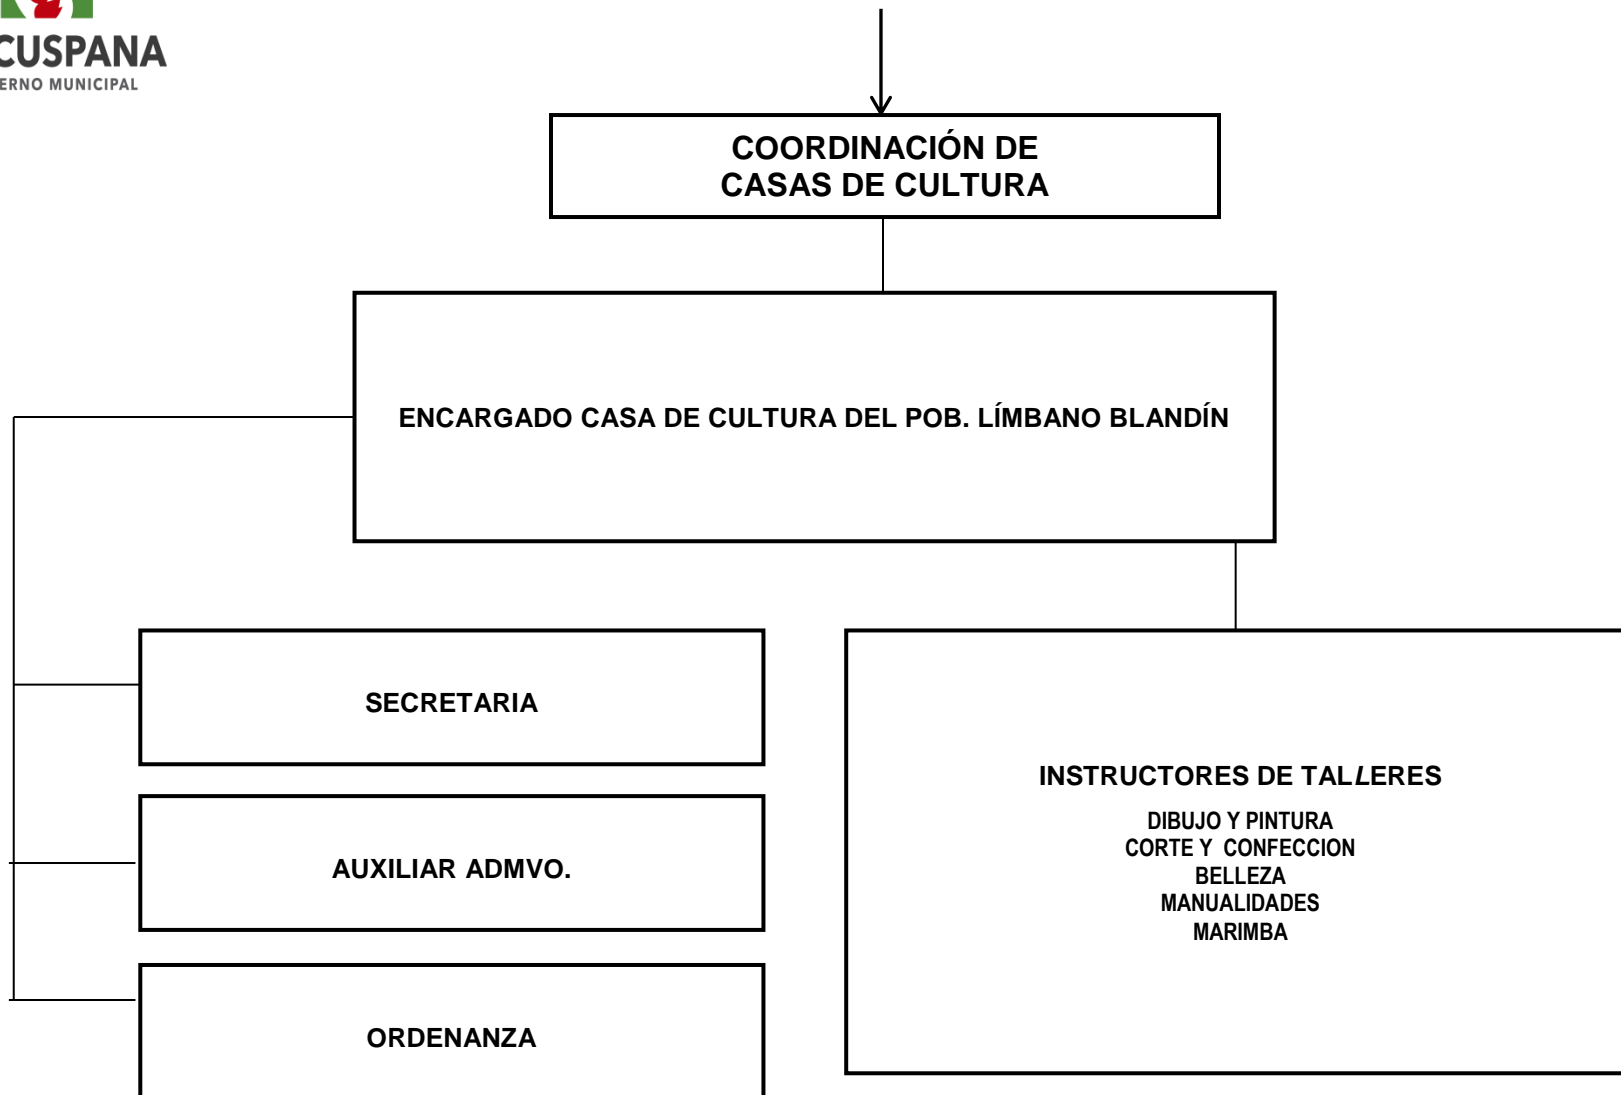 CUSPANA
ERNO MUNICIPAL
COORDINACIÓN DE
CASAS DE CULTURA
ENCARGADO CASA DE CULTURA DEL POB. LÍMBANO BLANDÍN
SECRETARIA
AUXILIAR ADMVO.
ORDENANZA
INSTRUCTORES DE TALLERES
DIBUJO Y PINTURA
CORTE Y CONFECCION
BELLEZA
MANUALIDADES
MARIMBA